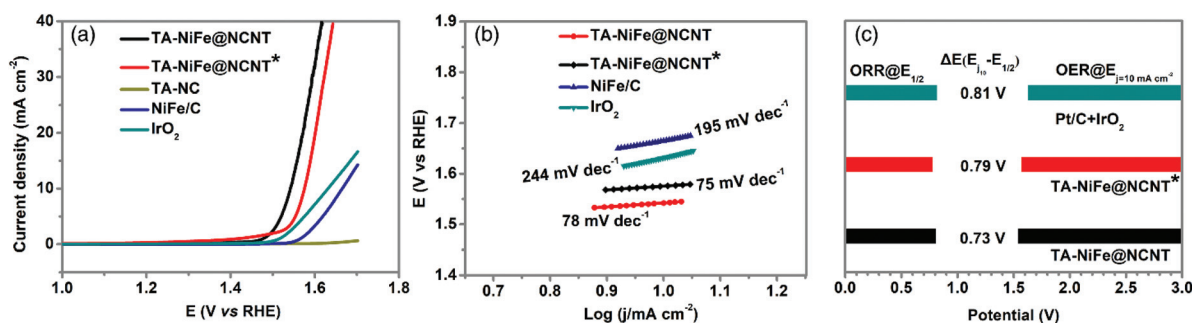 (a)
TA-NiFe@NCNT
TA-NiFe@NCNT*
TA-NC
NiFe/C
IrO2
Current density (mA cm-2)
40
30
20
10
0
1.0
1.2
1.4
1.6
1.8
E (V vs RHE)
(b)
TA-NiFe@NCNT
TA-NiFe@NCNT*
NiFe/C
IrO2
E (V vs RHE)
1.9
1.8
1.7
1.6
1.5
1.4
195 mV dec-1
244 mV dec-1
75 mV dec-1
78 mV dec-1
0.7
0.8
0.9
1.0
1.1
1.2
Log (j/mA cm-2)
(c)
ORR@E1/2
ΔE(Ej10-E1/2)
OER@Ej=10 mA cm-2
0.81 V
Pt/C+IrO2
0.79 V
TA-NiFe@NCNT*
0.73 V
TA-NiFe@NCNT
0.0
0.5
1.0
1.5
2.0
2.5
3.0
Potential (V)